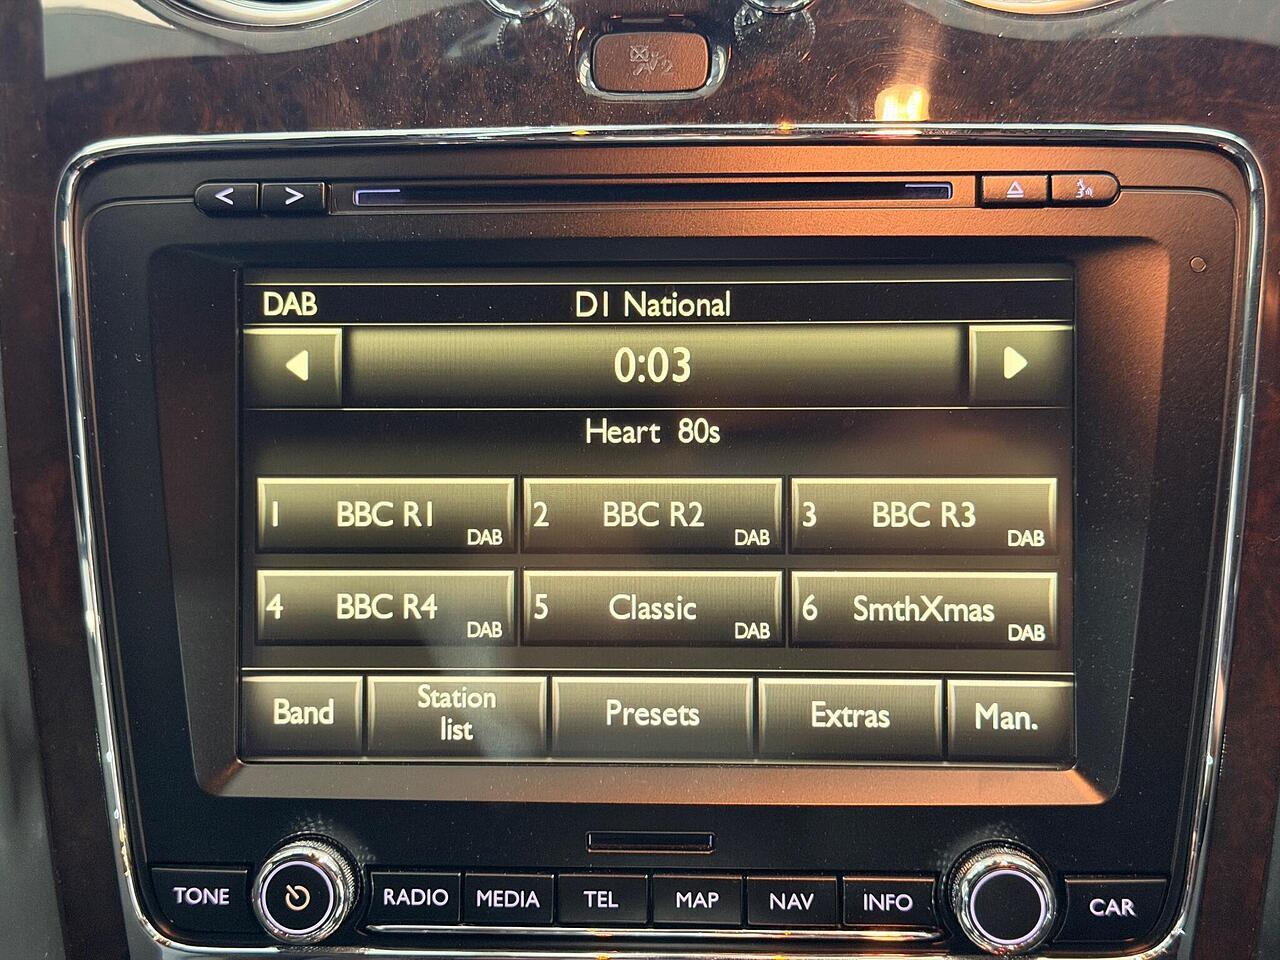 < >
DAB D1 National
0:03
Heart 80s
1 BBC R1 DAB 2 BBC R2 DAB 3 BBC R3 DAB
4 BBC R4 DAB 5 Classic DAB 6 SmthXmas DAB
Band Station list Presets Extras Man.
TONE RADIO MEDIA TEL MAP NAV INFO CAR